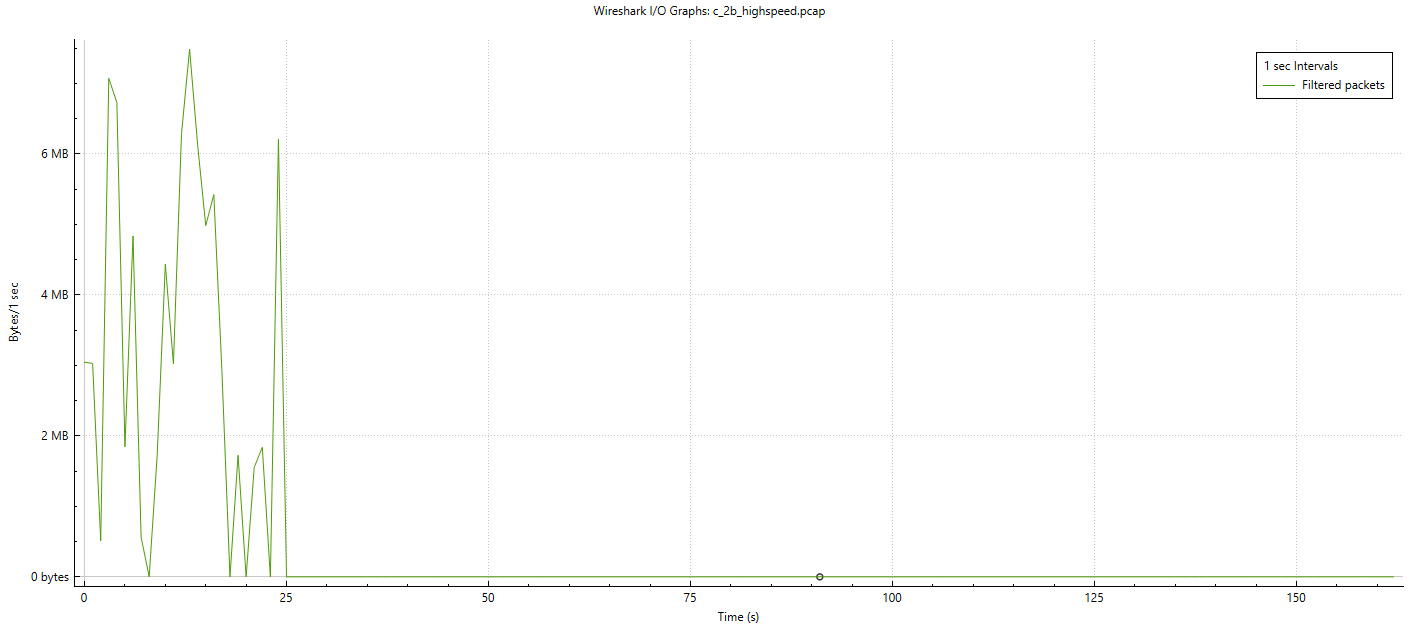 Wireshark I/O Graphs: c_2b_highspeed.pcap
1 sec Intervals
Filtered packets
6 MB
4 MB
2 MB
0 bytes
Bytes/1 sec
0 25 50 75 100 125 150
Time (s)